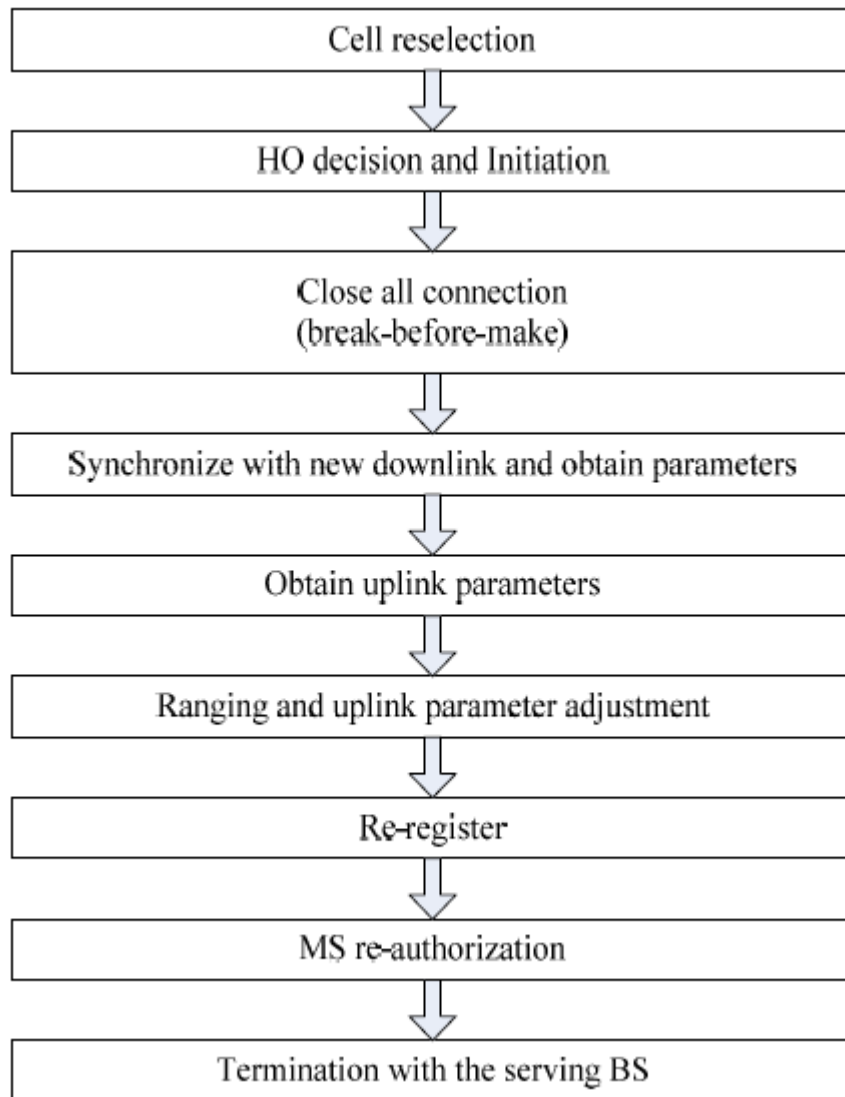 Cell reselection
HO decision and Initiation
Close all connection
(break-before-make)
Synchronize with new downlink and obtain parameters
Obtain uplink parameters
Ranging and uplink parameter adjustment
Re-register
MS re-authorization
Termination with the serving BS